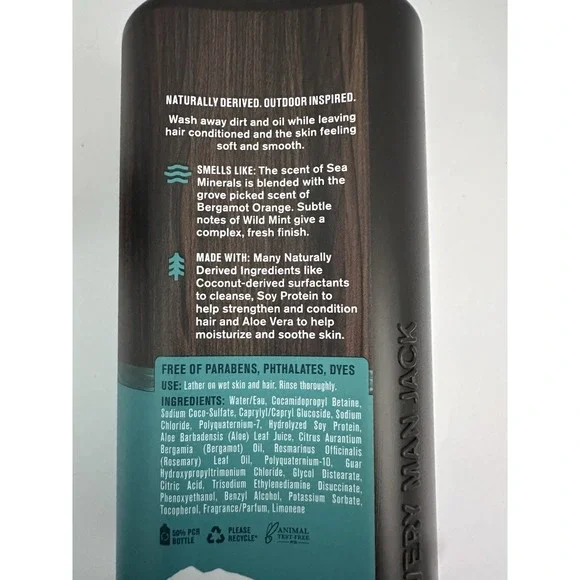 NATURALLY DERIVED. OUTDOOR INSPIRED.
Wash away dirt and oil while leaving
hair conditioned and the skin feeling
soft and smooth.
SMELLS LIKE: The scent of Sea
Minerals is blended with the
grove picked scent of
Bergamot Orange. Subtle
notes of Wild Mint give a
complex, fresh finish.
MADE WITH: Many Naturally
Derived Ingredients like
Coconut-derived surfactants
to cleanse, Soy Protein to
help strengthen and condition
hair and Aloe Vera to help
moisturize and soothe skin.
FREE OF PARABENS, PHTHALATES, DYES
USE: Lather on wet skin and hair. Rinse thoroughly.
INGREDIENTS: Water/Eau, Cocamidopropyl Betaine,
Sodium Coco-Sulfate, Caprylyl/Capryl Glucoside, Sodium
Chloride, Polyquaternium-7, Hydrolyzed Soy Protein,
Aloe Barbadensis (Aloe) Leaf Juice, Citrus Aurantium
Bergamia (Bergamot) Oil, Rosmarinus Officinalis
(Rosemary) Leaf Oil, Polyquaternium-10, Guar
Hydroxypropyltrimonium Chloride, Glycol Distearate,
Citric Acid, Trisodium Ethylenediamine Disuccinate,
Phenoxyethanol, Benzyl Alcohol, Potassium Sorbate,
Tocopherol, Fragrance/Parfum, Limonene
50% PCR
BOTTLE
PLEASE
RECYCLE*
ANIMAL
TEST FREE
VERY MAN JACK